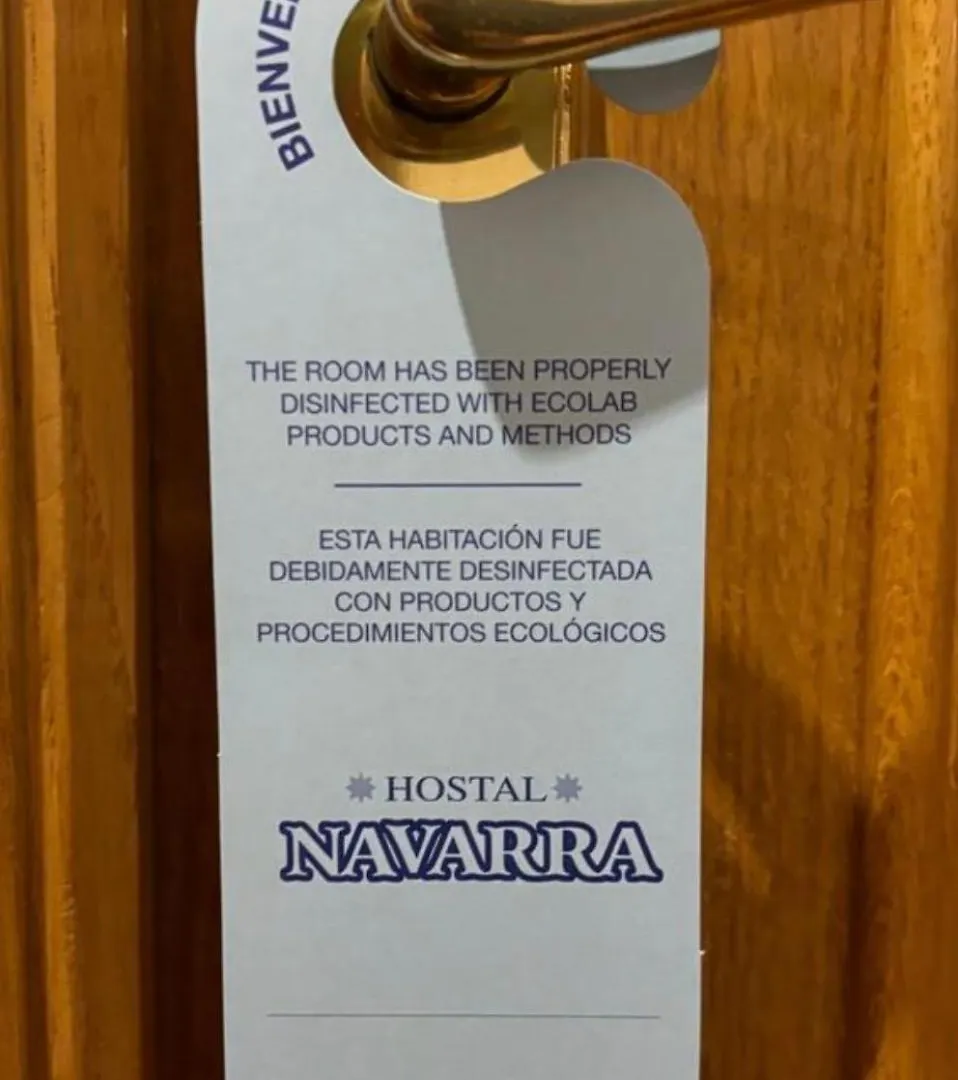 THE ROOM HAS BEEN PROPERLY
DISINFECTED WITH ECOLAB
PRODUCTS AND METHODS
ESTA HABITACIÓN FUE
DEBIDAMENTE DESINFECTADA
CON PRODUCTOS Y
PROCEDIMIENTOS ECOLÓGICOS
HOSTAL
NAVARRA